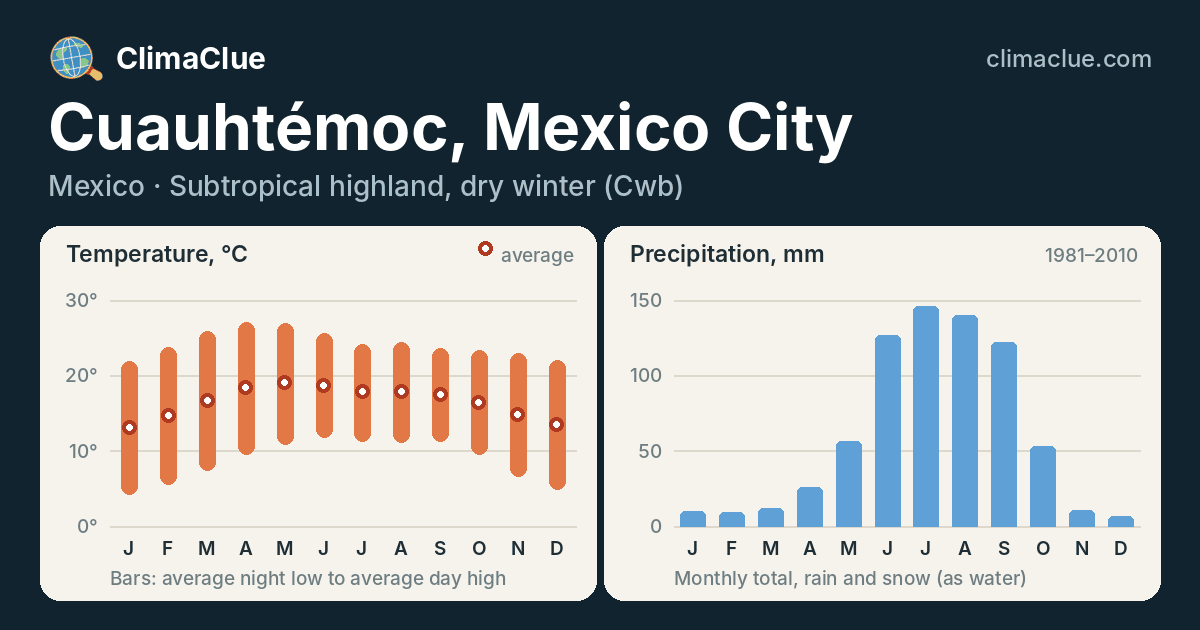 ClimaClue
climaclue.com
Cuauhtémoc, Mexico City
Mexico · Subtropical highland, dry winter (Cwb)
Temperature, °C
average
30°
20°
10°
0°
J F M A M J J A S O N D
Bars: average night low to average day high
Precipitation, mm
1981–2010
150
100
50
0
J F M A M J J A S O N D
Monthly total, rain and snow (as water)